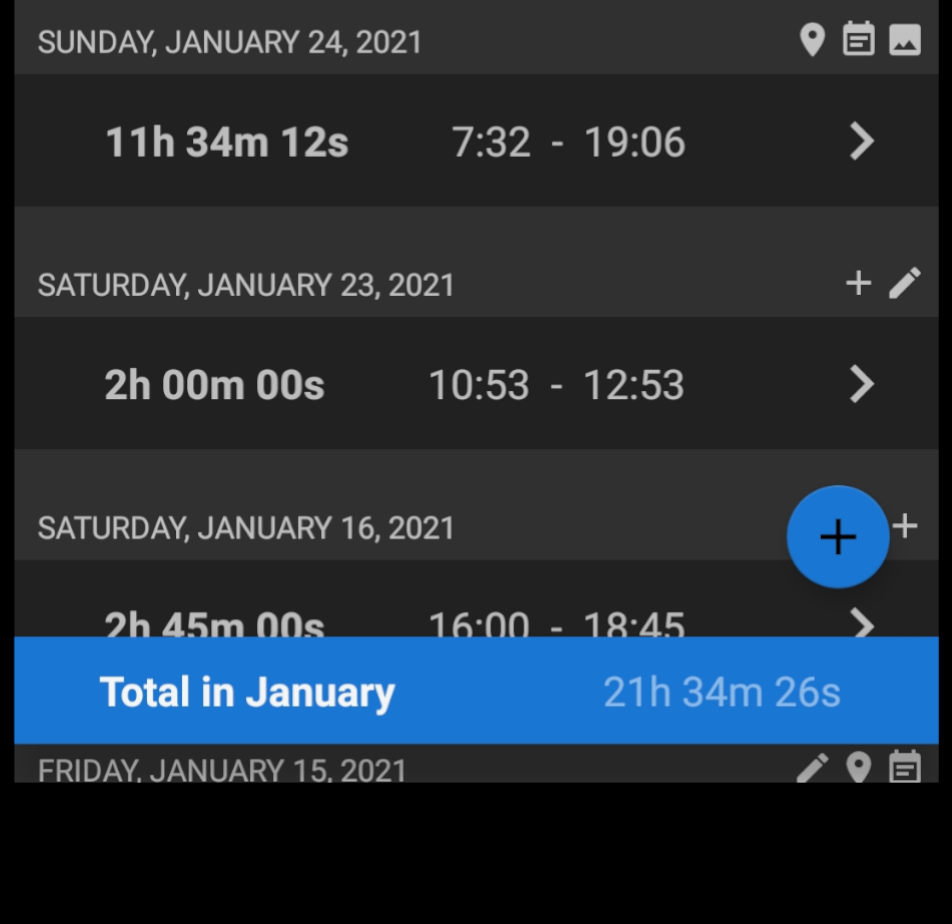 SUNDAY, JANUARY 24, 2021
11h 34m 12s 7:32 - 19:06
SATURDAY, JANUARY 23, 2021
2h 00m 00s 10:53 - 12:53
SATURDAY, JANUARY 16, 2021
2h 45m 00s 16:00 - 18:45
Total in January 21h 34m 26s
FRIDAY, JANUARY 15, 2021